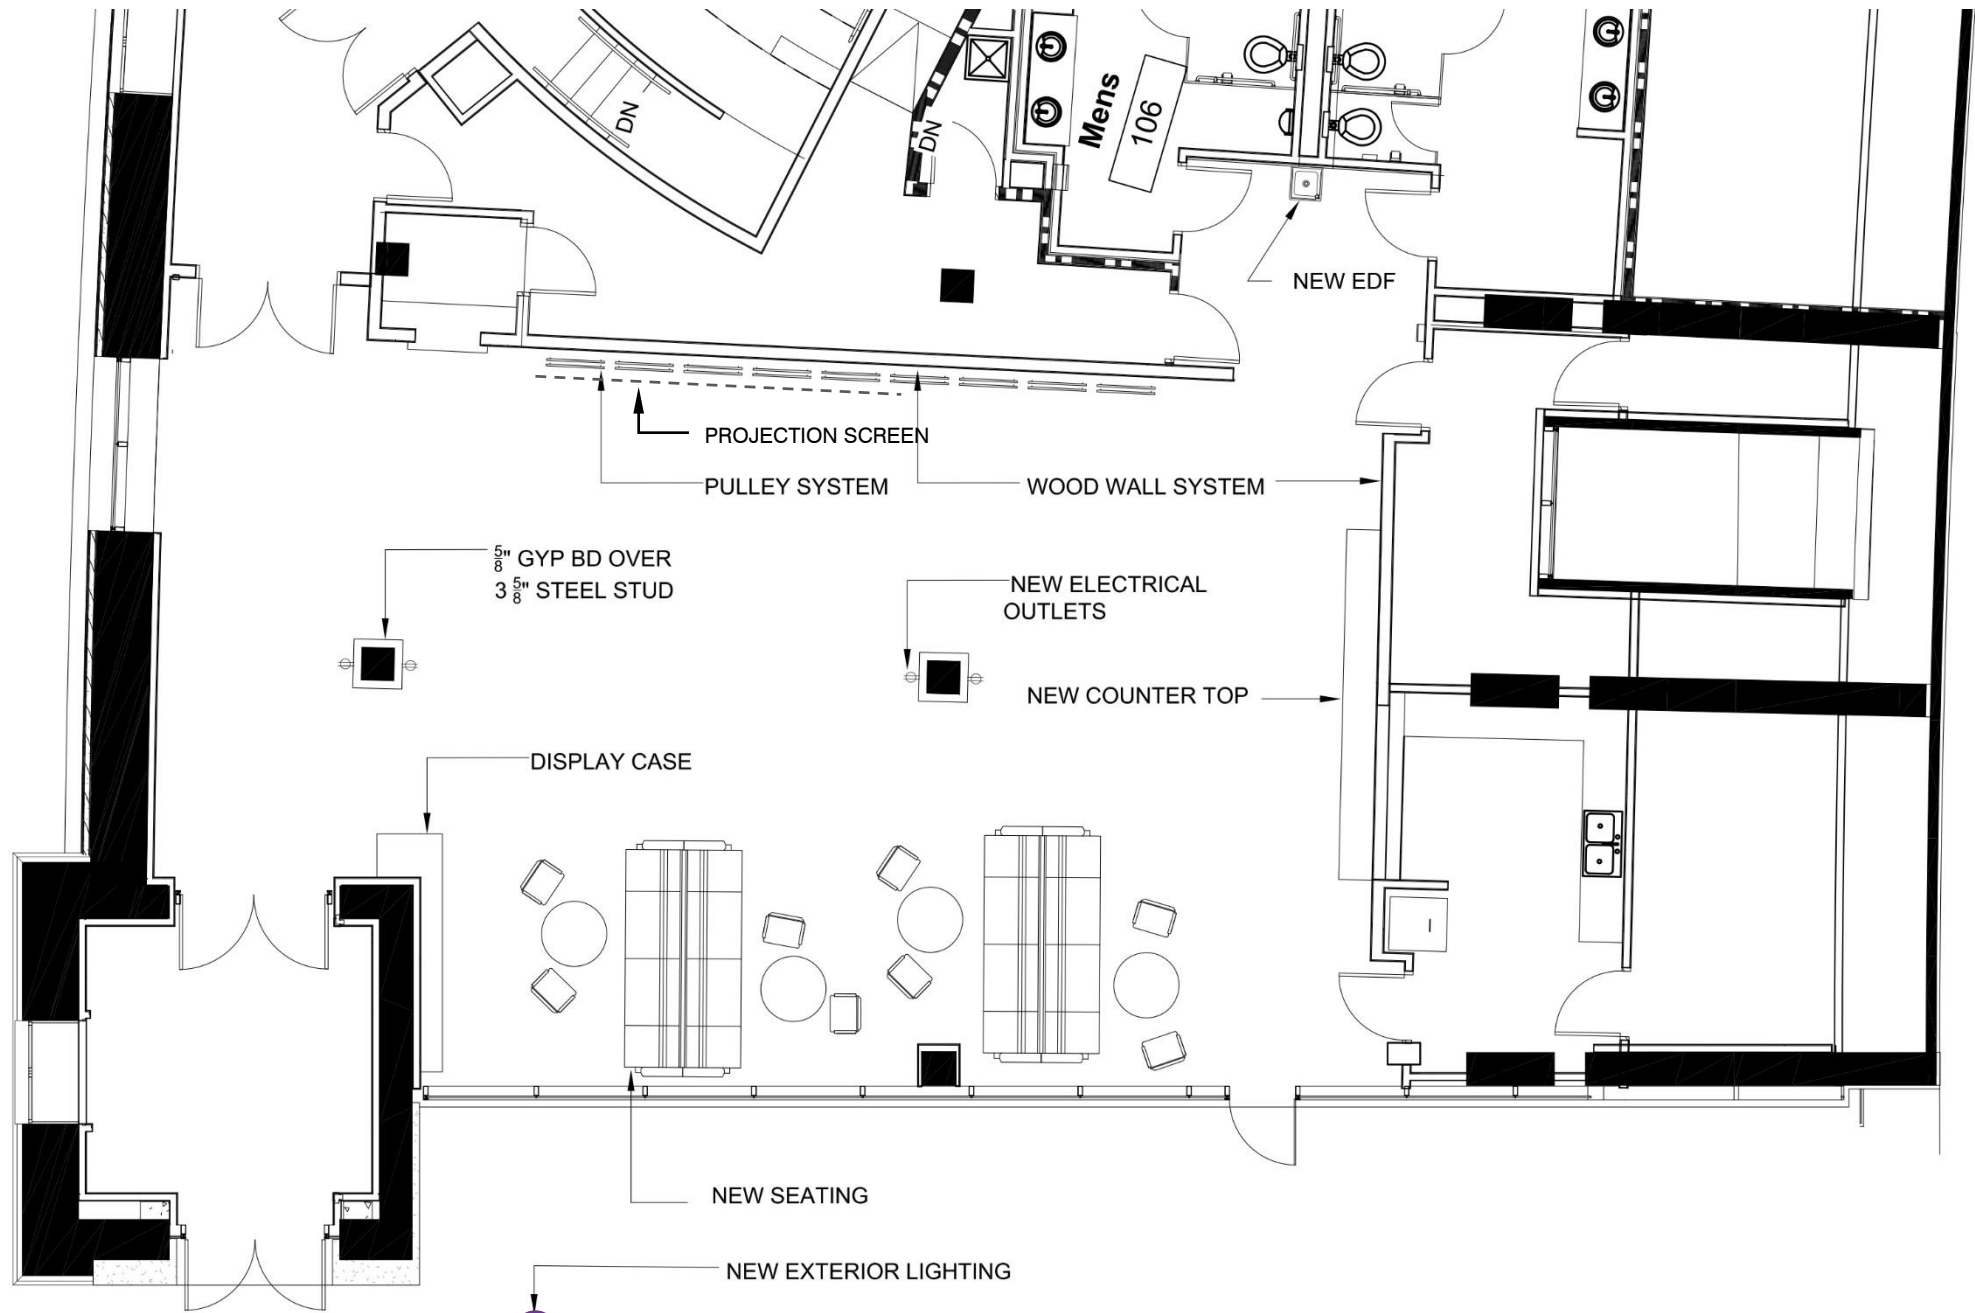 DN
DN
Mens
106
NEW EDF
PROJECTION SCREEN
PULLEY SYSTEM
WOOD WALL SYSTEM
5/8" GYP BD OVER
3 5/8" STEEL STUD
NEW ELECTRICAL
OUTLETS
NEW COUNTER TOP
DISPLAY CASE
NEW SEATING
NEW EXTERIOR LIGHTING